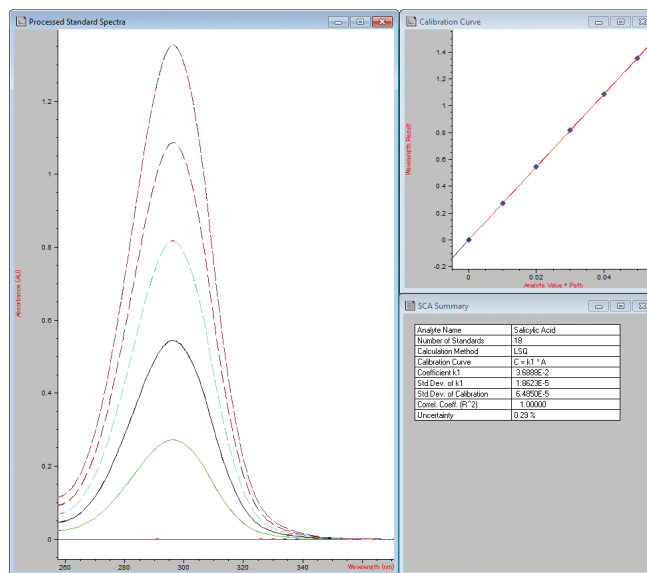 Processed Standard Spectra
1.2
1
0.8
0.6
0.4
0.2
0
Absorbance (AU)
260
280
300
320
340
Wavelength (nm)
Calibration Curve
1.4
1.2
1
0.8
0.6
0.4
0.2
0
-0.2
Wavelength Result
0
0.02
0.04
Analyte Value * Path
SCA Summary
Analyte Name Salicylic Acid
Number of Standards 18
Calculation Method LSQ
Calibration Curve C = k1 * A
Coefficient k1 3.6888E-2
Std.Dev. of k1 1.8623E-5
Std.Dev. of Calibration 6.4850E-5
Correl. Coeff. (R^2) 1.00000
Uncertainty 0.29 %